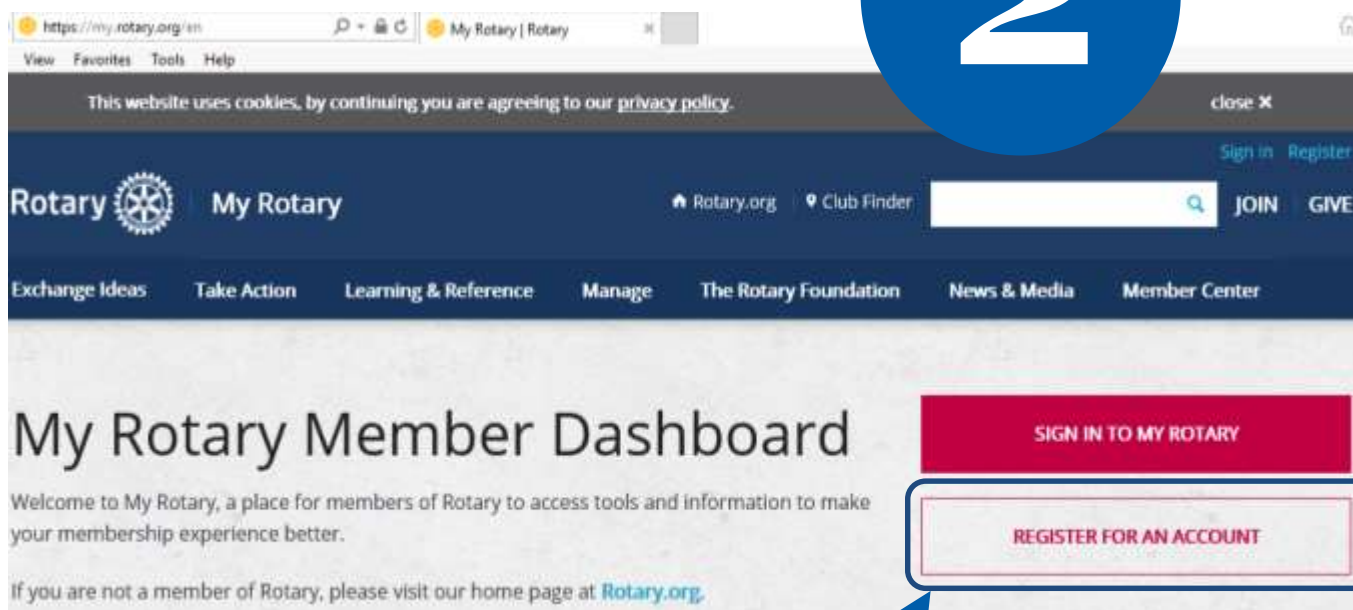 https://my.rotary.org/en
My Rotary | Rotary
View Favorites Tools Help
2
This website uses cookies, by continuing you are agreeing to our privacy policy.
close ×
Sign in Register
Rotary
My Rotary
Rotary.org
Club Finder
JOIN
GIVE
Exchange Ideas Take Action Learning & Reference Manage The Rotary Foundation News & Media Member Center
My Rotary Member Dashboard
SIGN IN TO MY ROTARY
Welcome to My Rotary, a place for members of Rotary to access tools and information to make
your membership experience better.
REGISTER FOR AN ACCOUNT
If you are not a member of Rotary, please visit our home page at Rotary.org.